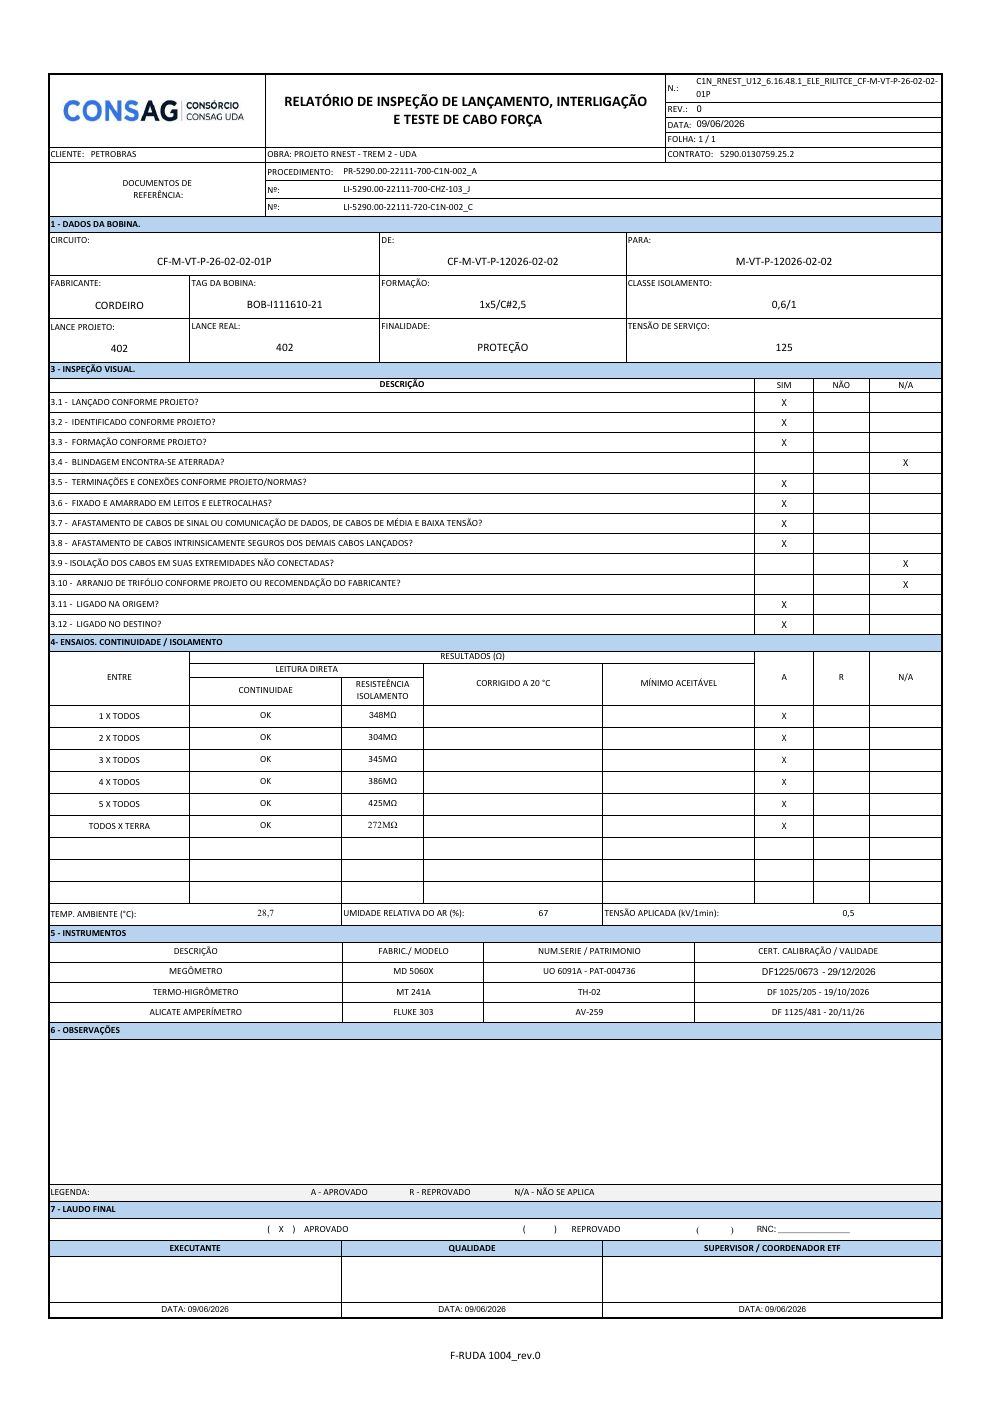 CONSAG CONSÓRCIO CONSAG UDA
RELATÓRIO DE INSPEÇÃO DE LANÇAMENTO, INTERLIGAÇÃO
E TESTE DE CABO FORÇA
N.: C1N_RNEST_U12_6.16.48.1_ELE_RILITCE_CF-M-VT-P-26-02-02-
01P
REV.: 0
DATA: 09/06/2026
FOLHA: 1 / 1
CLIENTE: PETROBRAS OBRA: PROJETO RNEST - TREM 2 - UDA CONTRATO: 5290.0130759.25.2
DOCUMENTOS DE
REFERÊNCIA:
PROCEDIMENTO: PR-5290.00-22111-700-C1N-002_A
Nº: LI-5290.00-22111-700-CHZ-103_J
Nº: LI-5290.00-22111-720-C1N-002_C
1 - DADOS DA BOBINA.
CIRCUITO: DE: PARA:
CF-M-VT-P-26-02-02-01P CF-M-VT-P-12026-02-02 M-VT-P-12026-02-02
FABRICANTE: TAG DA BOBINA: FORMAÇÃO: CLASSE ISOLAMENTO:
CORDEIRO BOB-I111610-21 1x5/C#2,5 0,6/1
LANCE PROJETO: LANCE REAL: FINALIDADE: TENSÃO DE SERVIÇO:
402 402 PROTEÇÃO 125
3 - INSPEÇÃO VISUAL.
DESCRIÇÃO SIM NÃO N/A
3.1 - LANÇADO CONFORME PROJETO? X
3.2 - IDENTIFICADO CONFORME PROJETO? X
3.3 - FORMAÇÃO CONFORME PROJETO? X
3.4 - BLINDAGEM ENCONTRA-SE ATERRADA? X
3.5 - TERMINAÇÕES E CONEXÕES CONFORME PROJETO/NORMAS? X
3.6 - FIXADO E AMARRADO EM LEITOS E ELETROCALHAS? X
3.7 - AFASTAMENTO DE CABOS DE SINAL OU COMUNICAÇÃO DE DADOS, DE CABOS DE MÉDIA E BAIXA TENSÃO? X
3.8 - AFASTAMENTO DE CABOS INTRINSICAMENTE SEGUROS DOS DEMAIS CABOS LANÇADOS? X
3.9 - ISOLAÇÃO DOS CABOS EM SUAS EXTREMIDADES NÃO CONECTADAS? X
3.10 - ARRANJO DE TRIFÓLIO CONFORME PROJETO OU RECOMENDAÇÃO DO FABRICANTE? X
3.11 - LIGADO NA ORIGEM? X
3.12 - LIGADO NO DESTINO? X
4- ENSAIOS. CONTINUIDADE / ISOLAMENTO
RESULTADOS (Ω)
LEITURA DIRETA
ENTRE CONTINUIDAE RESISTEÊNCIA
ISOLAMENTO CORRIGIDO A 20 °C MÍNIMO ACEITÁVEL A R N/A
1 X TODOS OK 348MΩ X
2 X TODOS OK 304MΩ X
3 X TODOS OK 345MΩ X
4 X TODOS OK 386MΩ X
5 X TODOS OK 425MΩ X
TODOS X TERRA OK 272MΩ X
TEMP. AMBIENTE (°C): 28,7 UMIDADE RELATIVA DO AR (%): 67 TENSÃO APLICADA (kV/1min): 0,5
5 - INSTRUMENTOS
DESCRIÇÃO FABRIC./ MODELO NUM.SERIE / PATRIMONIO CERT. CALIBRAÇÃO / VALIDADE
MEGÔMETRO MD 5060X UO 6091A - PAT-004736 DF1225/0673 - 29/12/2026
TERMO-HIGRÔMETRO MT 241A TH-02 DF 1025/205 - 19/10/2026
ALICATE AMPERÍMETRO FLUKE 303 AV-259 DF 1125/481 - 20/11/26
6 - OBSERVAÇÕES
LEGENDA: A - APROVADO R - REPROVADO N/A - NÃO SE APLICA
7 - LAUDO FINAL
( X ) APROVADO ( ) REPROVADO ( ) RNC: _______________
EXECUTANTE QUALIDADE SUPERVISOR / COORDENADOR ETF
DATA: 09/06/2026 DATA: 09/06/2026 DATA: 09/06/2026
F-RUDA 1004_rev.0